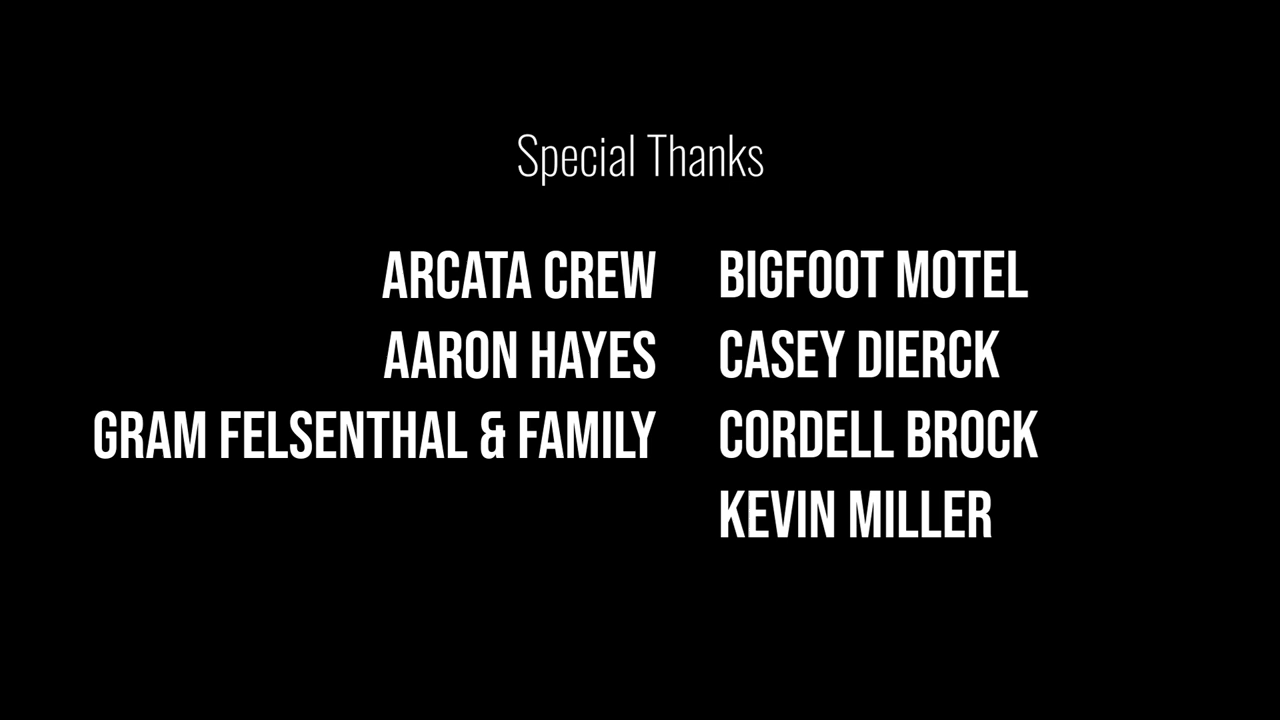 Special Thanks
ARCATA CREW
AARON HAYES
GRAM FELSENTHAL & FAMILY
BIGFOOT MOTEL
CASEY DIERCK
CORDELL BROCK
KEVIN MILLER